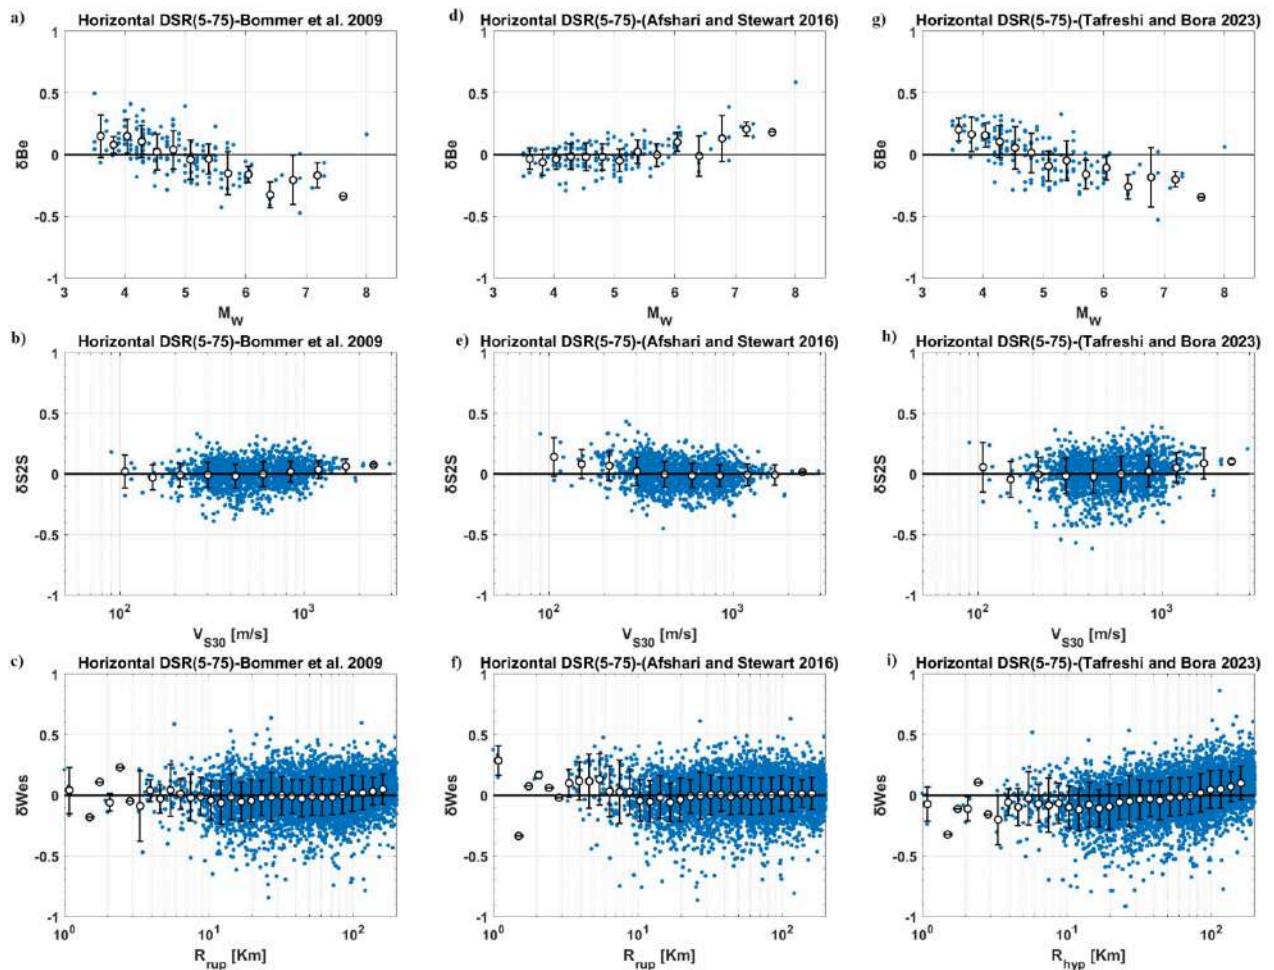 a) Horizontal DSR(5-75)-Bommer et al. 2009
1
0.5
0
-0.5
-1
δBe
3 4 5 6 7 8
M_W
d) Horizontal DSR(5-75)-(Afshari and Stewart 2016)
1
0.5
0
-0.5
-1
δBe
3 4 5 6 7 8
M_W
g) Horizontal DSR(5-75)-(Tafreshi and Bora 2023)
1
0.5
0
-0.5
-1
δBe
3 4 5 6 7 8
M_W
b) Horizontal DSR(5-75)-Bommer et al. 2009
1
0.5
0
-0.5
-1
δS2S
10^2 10^3
V_S30 [m/s]
e) Horizontal DSR(5-75)-(Afshari and Stewart 2016)
1
0.5
0
-0.5
-1
δS2S
10^2 10^3
V_S30 [m/s]
h) Horizontal DSR(5-75)-(Tafreshi and Bora 2023)
1
0.5
0
-0.5
-1
δS2S
10^2 10^3
V_S30 [m/s]
c) Horizontal DSR(5-75)-Bommer et al. 2009
1
0.5
0
-0.5
-1
δWes
10^0 10^1 10^2
R_rup [Km]
f) Horizontal DSR(5-75)-(Afshari and Stewart 2016)
1
0.5
0
-0.5
-1
δWes
10^0 10^1 10^2
R_rup [Km]
i) Horizontal DSR(5-75)-(Tafreshi and Bora 2023)
1
0.5
0
-0.5
-1
δWes
10^0 10^1 10^2
R_hyp [Km]